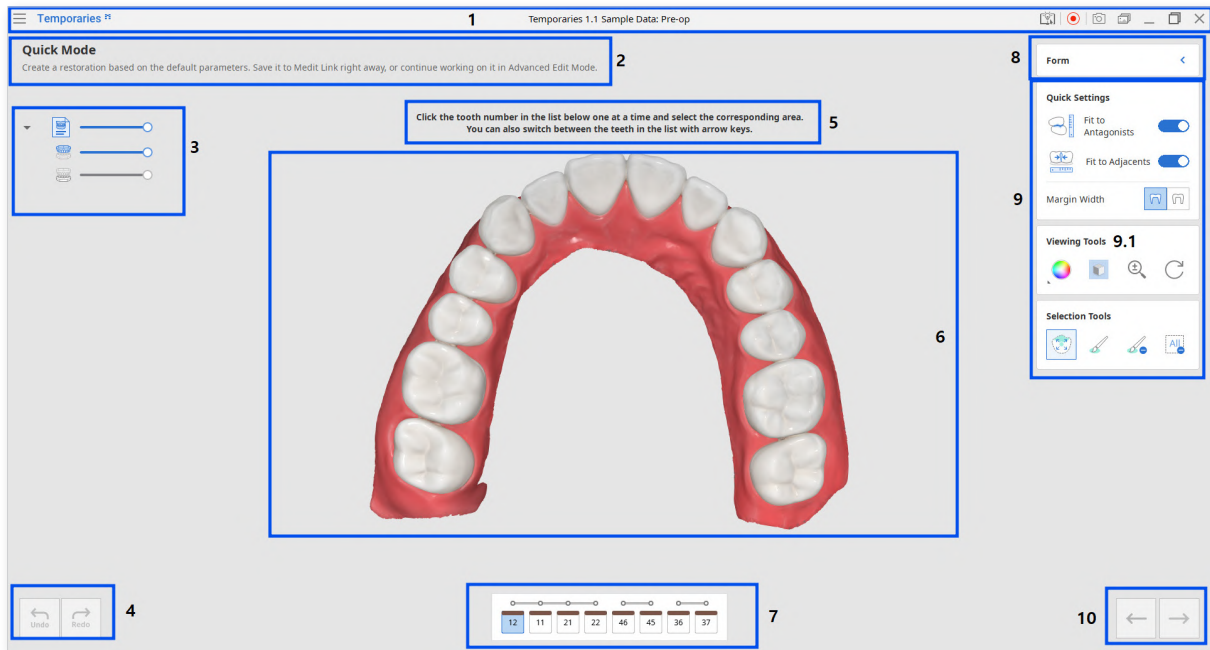 Temporaries
1
Temporaries 1.1 Sample Data: Pre-op
Quick Mode
Create a restoration based on the default parameters. Save it to Medit Link right away, or continue working on it in Advanced Edit Mode.
2
8
Form
3
Click the tooth number in the list below one at a time and select the corresponding area.
You can also switch between the teeth in the list with arrow keys.
5
Quick Settings
Fit to
Antagonists
Fit to Adjacents
9
Margin Width
Viewing Tools
9.1
Selection Tools
All
6
Undo
Redo
4
12 11 21 22 46 45 36 37
7
10